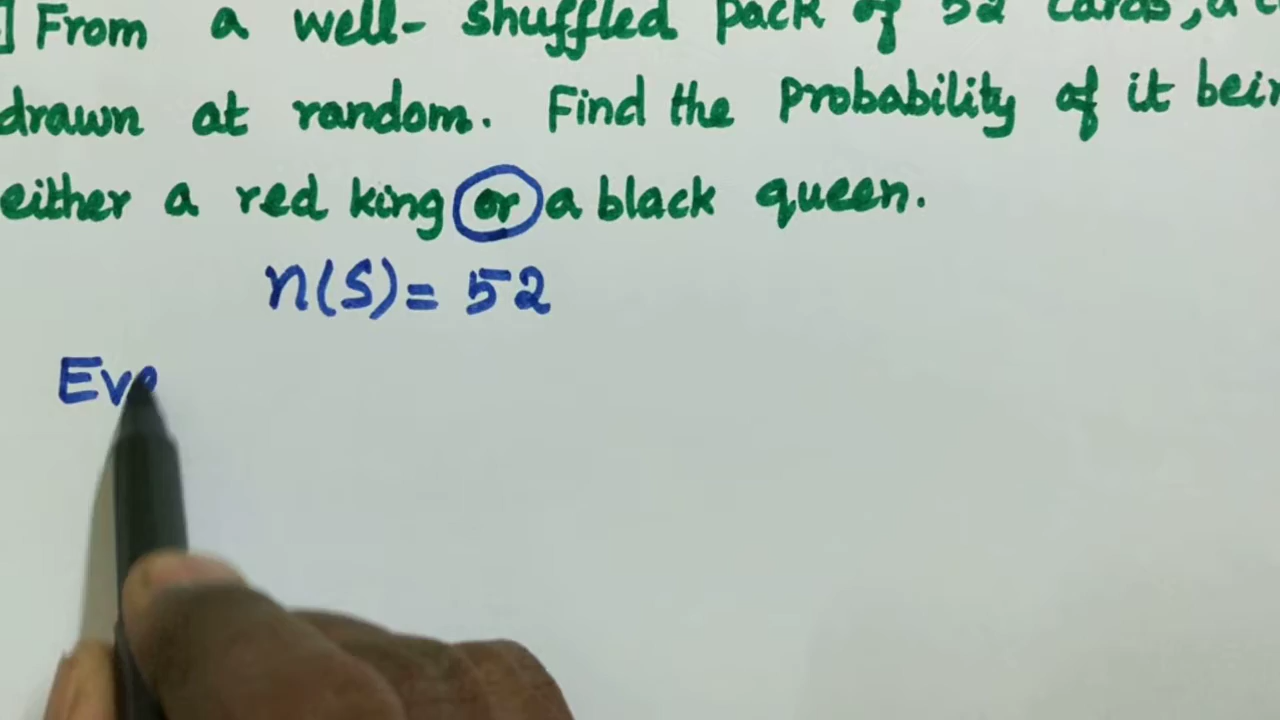 ] From a well- shuffled pack of 52 cards, a
drawn at random. Find the probability of it
either a red king or a black queen.
n(S) = 52
Eve